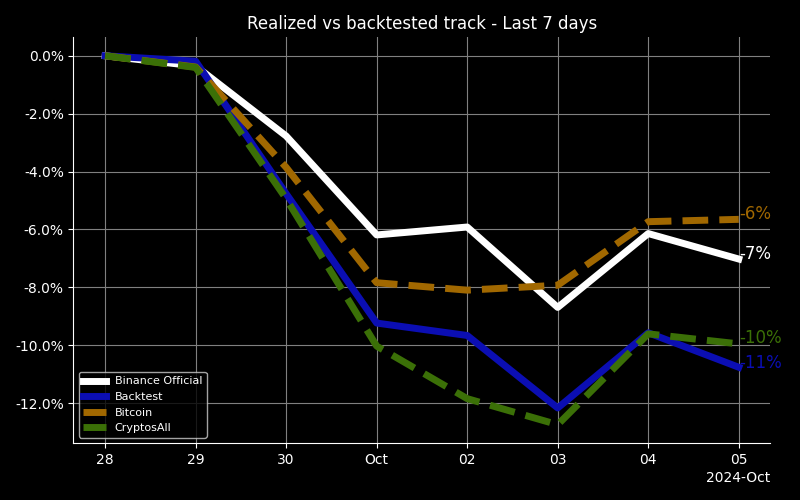 Realized vs backtested track - Last 7 days
0.0%
-2.0%
-4.0%
-6.0%
-8.0%
-10.0%
-12.0%
-6%
-7%
-10%
-11%
Binance Official
Backtest
Bitcoin
CryptosAll
28 29 30 Oct 02 03 04 05
2024-Oct